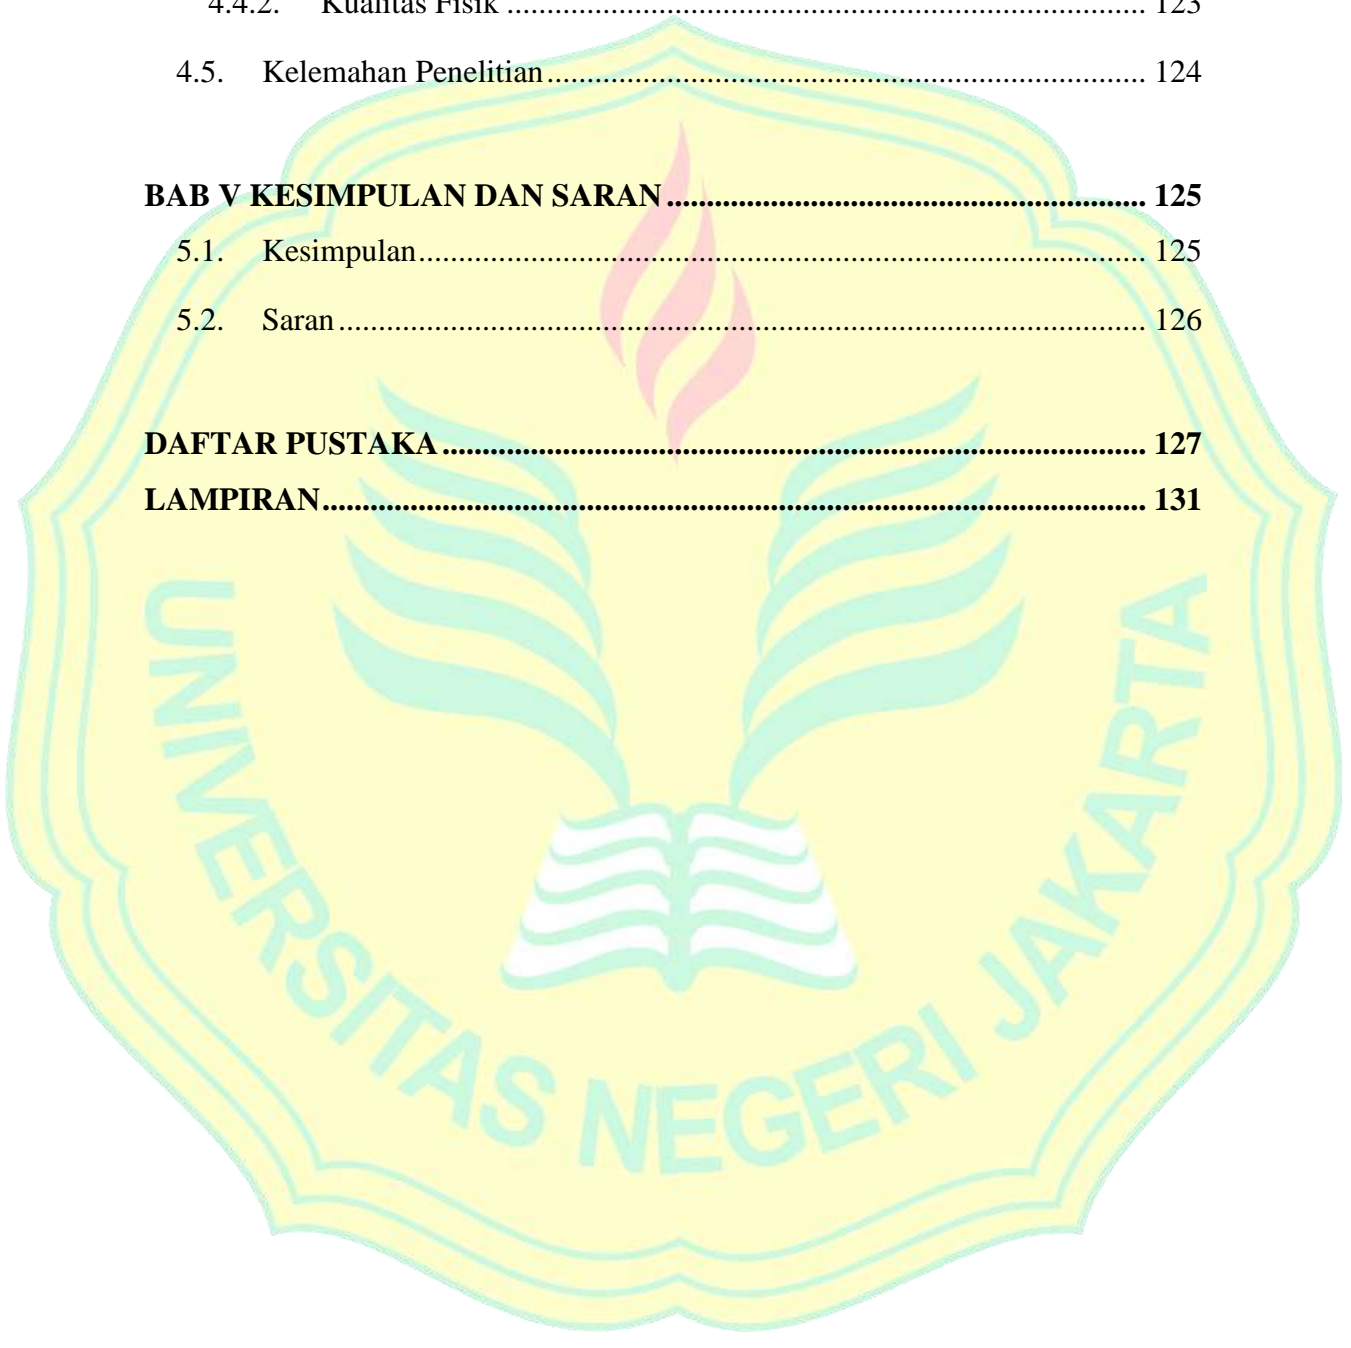 4.4.2. Kualitas Fisik ................................................................................ 123
4.5. Kelemahan Penelitian ........................................................................... 124
BAB V KESIMPULAN DAN SARAN ............................................................ 125
5.1. Kesimpulan ........................................................................................... 125
5.2. Saran ..................................................................................................... 126
DAFTAR PUSTAKA ........................................................................................ 127
LAMPIRAN ....................................................................................................... 131
UNIVERSITAS NEGERI JAKARTA